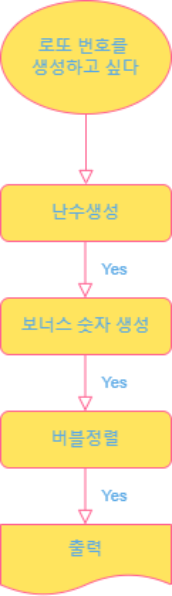 로또 번호를
생성하고 싶다
난수생성
Yes
보너스 숫자 생성
Yes
버블정렬
Yes
출력